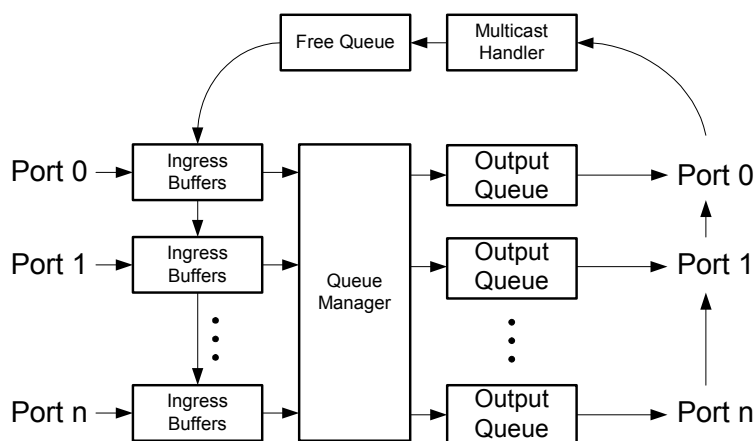 Free Queue
Multicast
Handler
Port 0
Ingress
Buffers
Output
Queue
Port 0
Port 1
Ingress
Buffers
Queue
Manager
Output
Queue
Port 1
Port n
Ingress
Buffers
Output
Queue
Port n